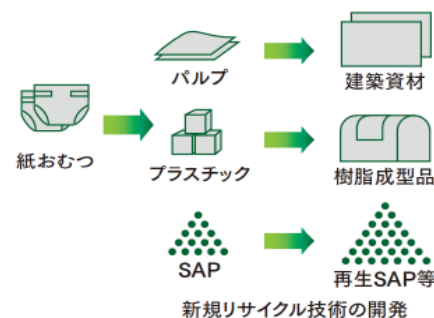 パルプ
建築資材
紙おむつ
プラスチック
樹脂成型品
SAP
再生SAP等
新規リサイクル技術の開発